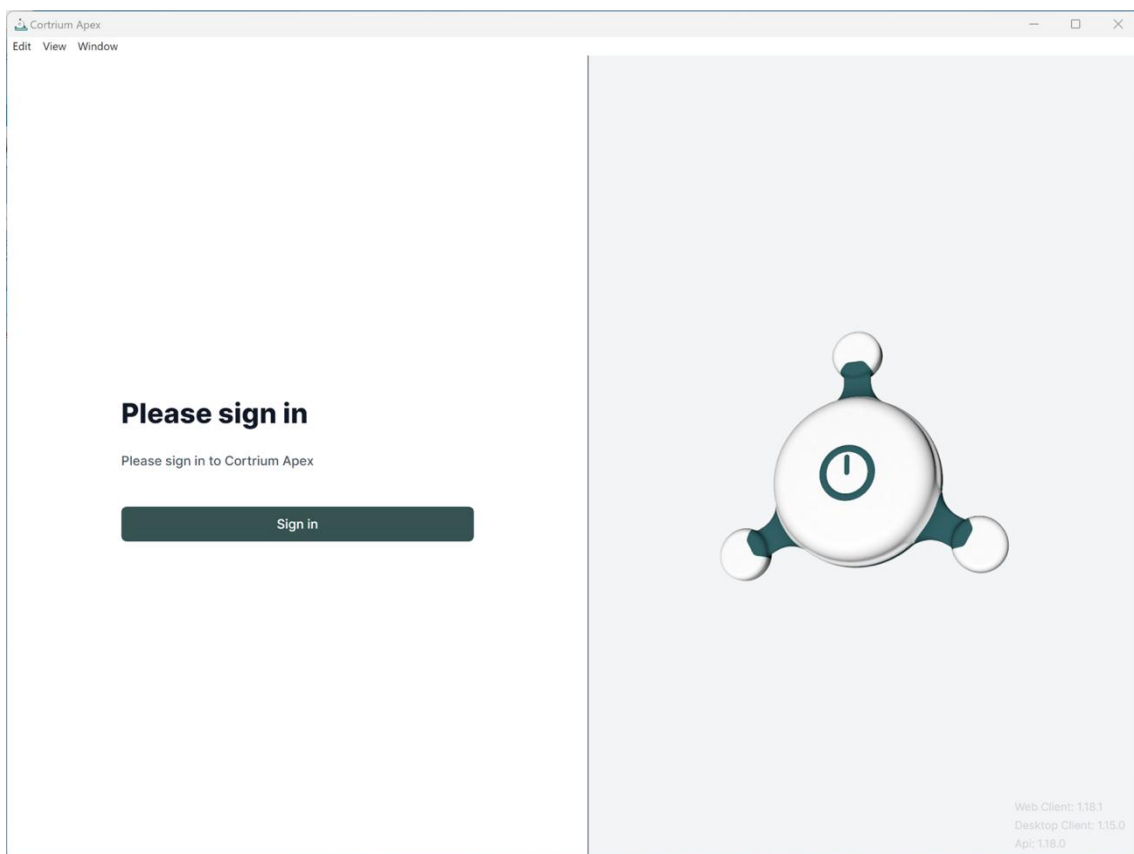 Cortrium Apex
Edit View Window
Please sign in
Please sign in to Cortrium Apex
Sign in
Web Client: 1.18.1
Desktop Client: 1.15.0
Api: 1.18.0